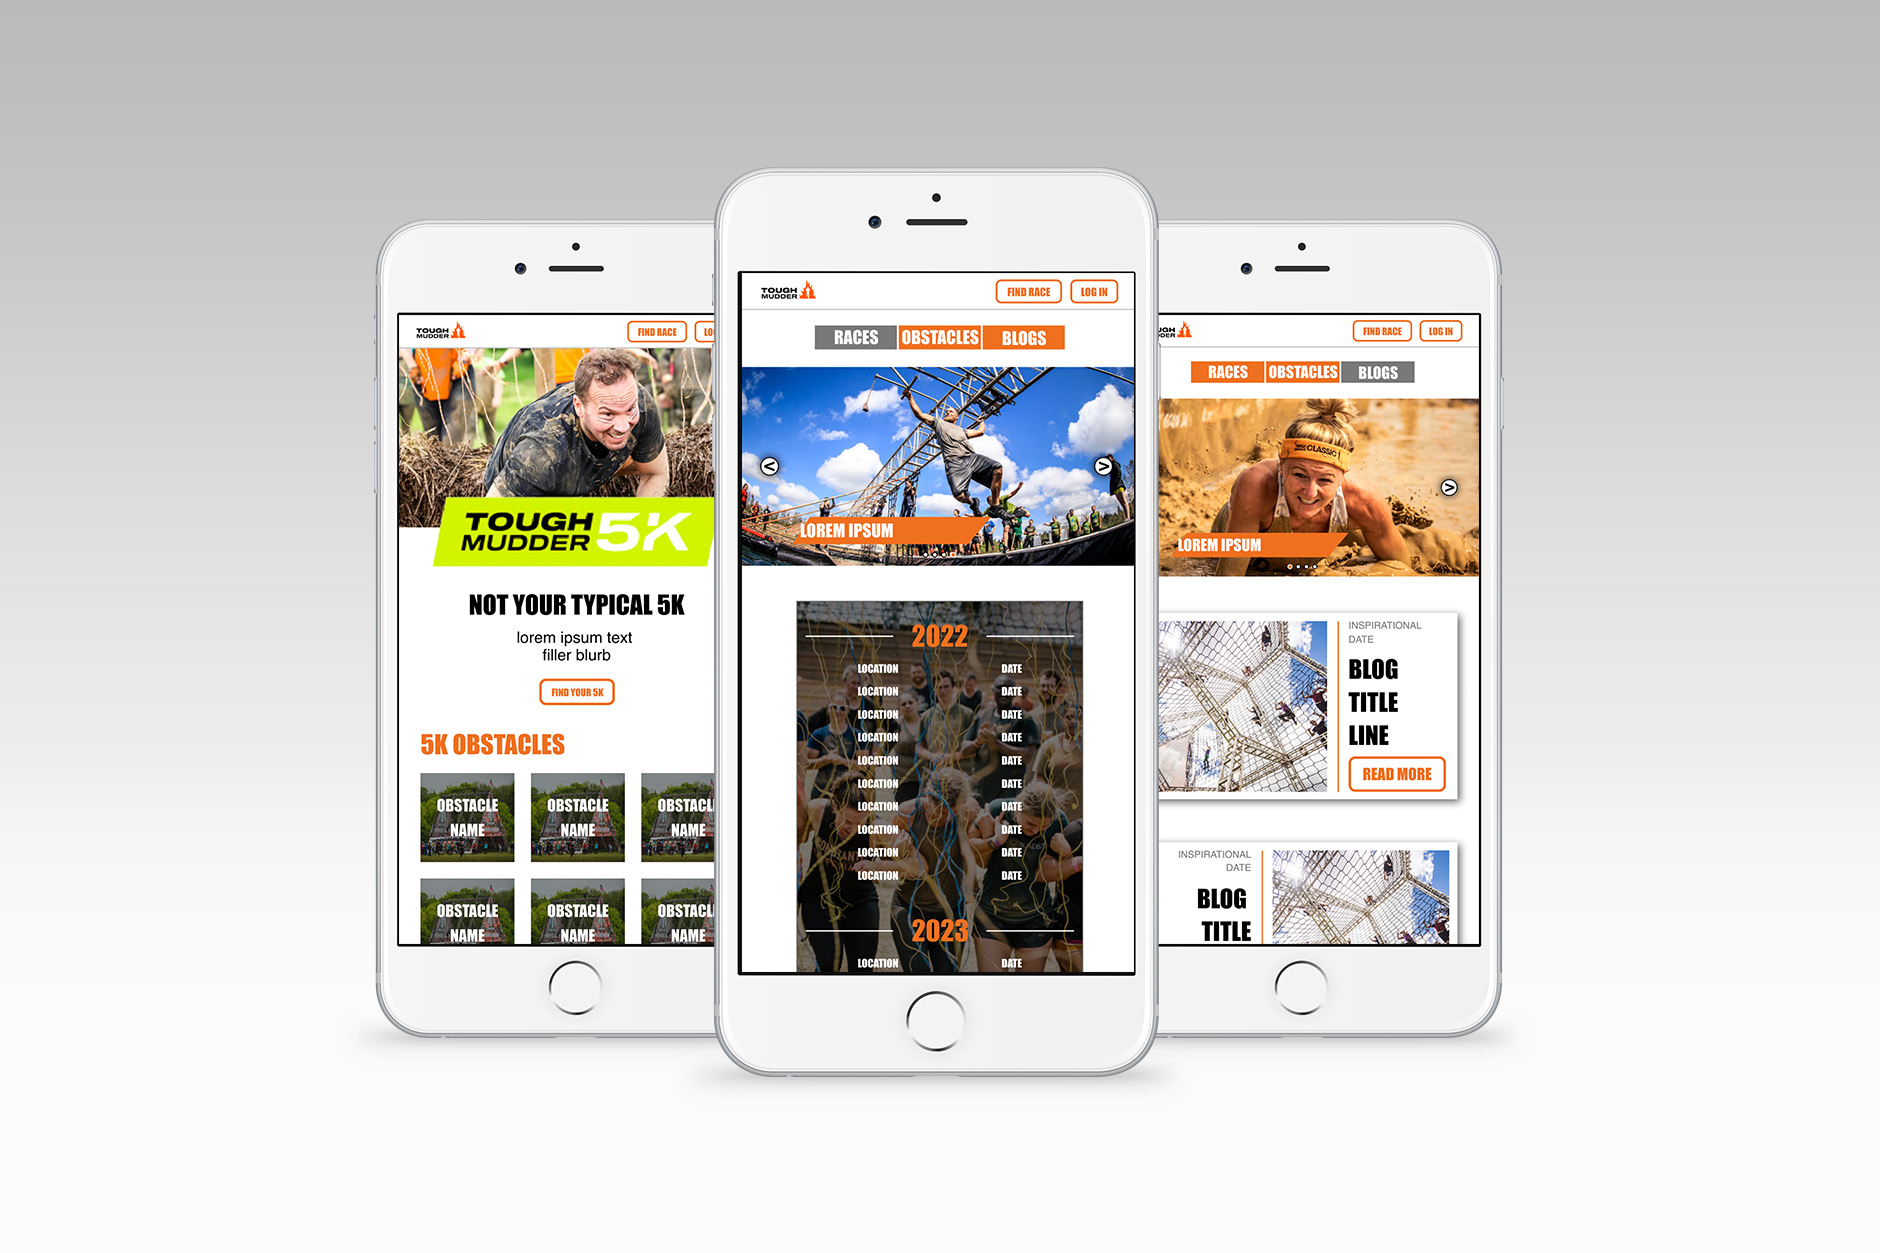 TOUGH
MUDDER
FIND RACE
TOUGH
MUDDER
5K
NOT YOUR TYPICAL 5K
lorem ipsum text
filler blurb
FIND YOUR 5K
5K OBSTACLES
OBSTACLE
NAME
OBSTACLE
NAME
OBSTACL
NAME
OBSTACLE
NAME
OBSTACLE
NAME
OBSTACL
NAME
TOUGH
MUDDER
FIND RACE
LOG IN
RACES
OBSTACLES
BLOGS
<
>
LOREM IPSUM
2022
LOCATION DATE
LOCATION DATE
LOCATION DATE
LOCATION DATE
LOCATION DATE
LOCATION DATE
LOCATION DATE
LOCATION DATE
LOCATION DATE
LOCATION DATE
2023
LOCATION DATE
FIND RACE
LOG IN
RACES
OBSTACLES
BLOGS
CLASSIC
>
LOREM IPSUM
INSPIRATIONAL
DATE
BLOG
TITLE
LINE
READ MORE
INSPIRATIONAL
DATE
BLOG
TITLE